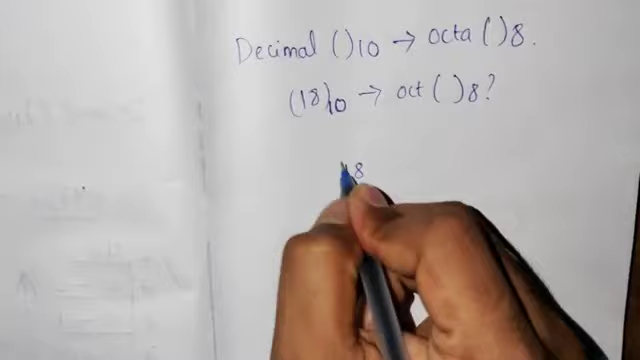 Decimal ( )10 → octa ( )8.
(18)10 → oct ( )8?
8